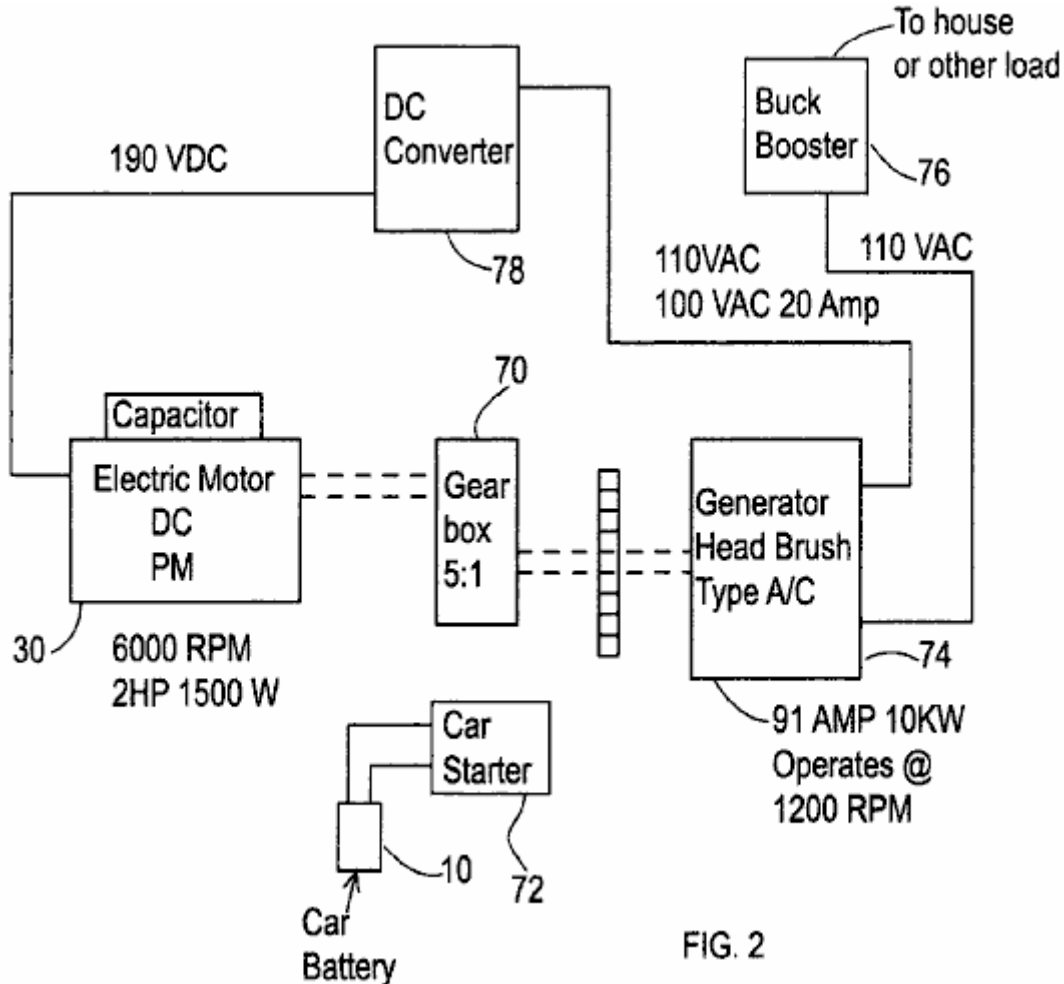 To house
or other load
DC
Converter
Buck
Booster
76
190 VDC
78
110VAC
100 VAC 20 Amp
110 VAC
70
Capacitor
Electric Motor
DC
PM
Gear
box
5:1
Generator
Head Brush
Type A/C
30
6000 RPM
2HP 1500 W
74
91 AMP 10KW
Operates @
1200 RPM
Car
Starter
10
72
Car
Battery
FIG. 2